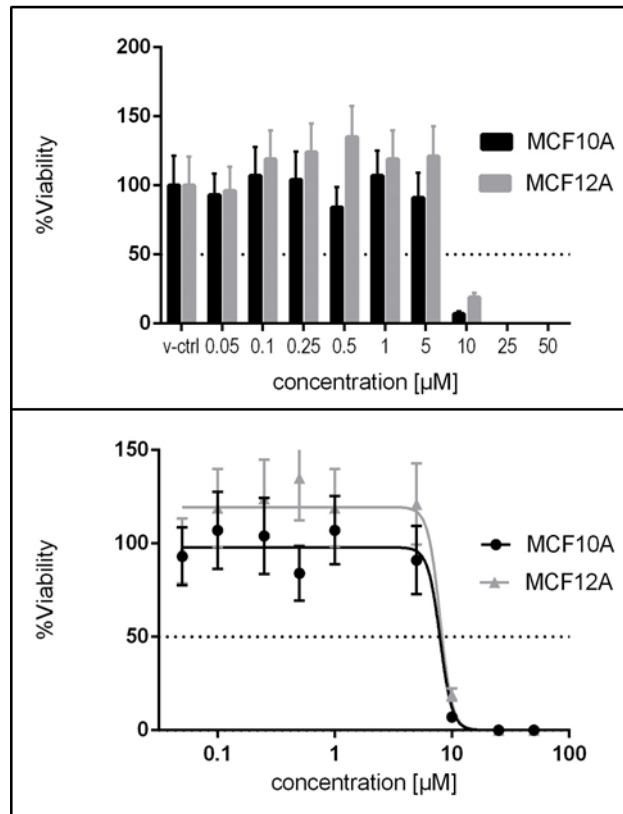 200
150
100
50
0
%Viability
MCF10A
MCF12A
v-ctrl 0.05 0.1 0.25 0.5 1 5 10 25 50
concentration [µM]
150
100
50
0
%Viability
MCF10A
MCF12A
0.1 1 10 100
concentration [µM]